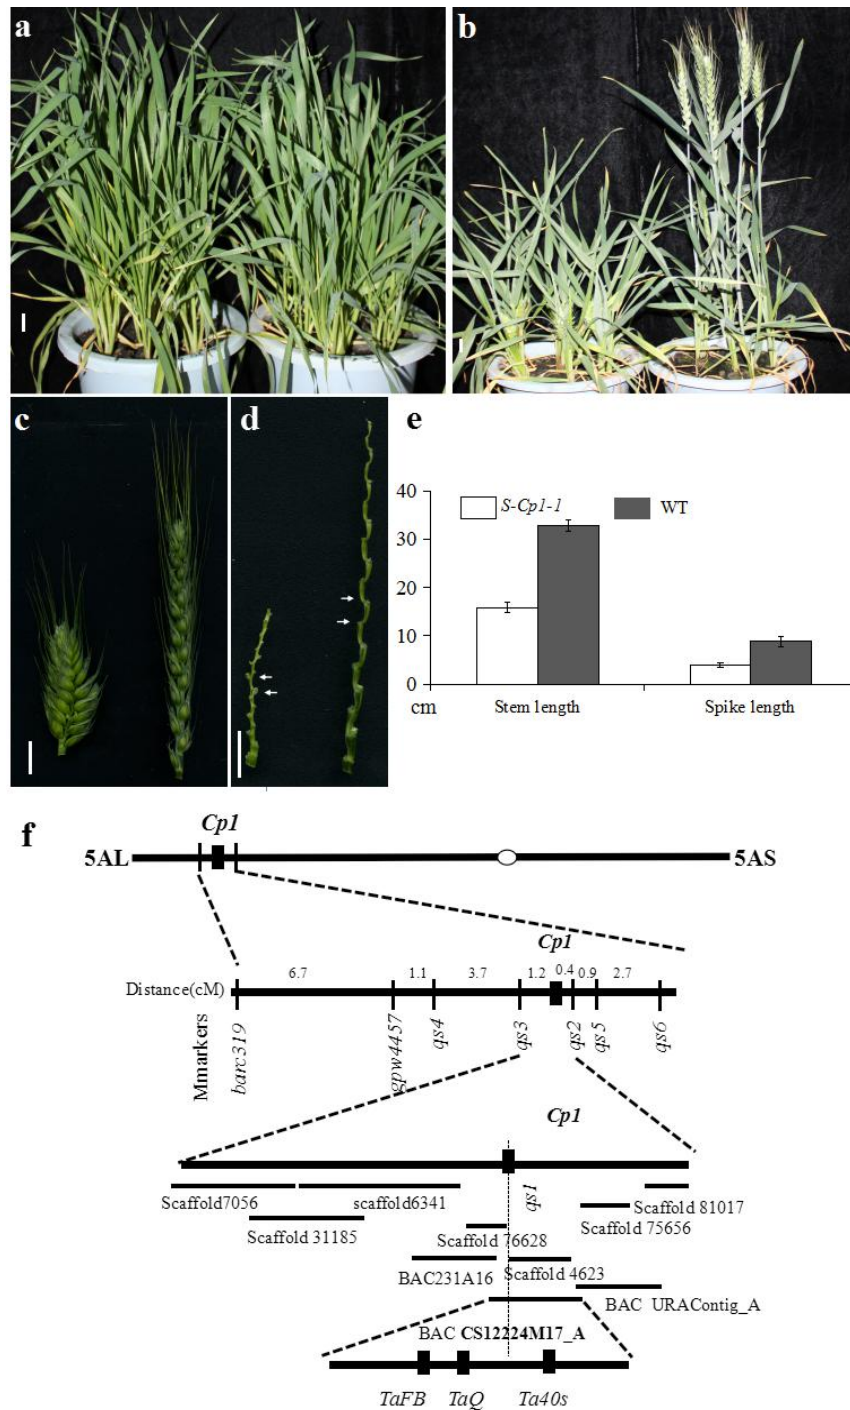 a
b
c
d
e
40
30
20
10
0
S-Cp1-1
WT
cm
Stem length
Spike length
f
Cp1
5AL
5AS
Cp1
Distance(cM)
6.7
1.1
3.7
1.2
0.4
0.9
2.7
Mmarkers
barc319
gpw4457
qs4
qs3
qs2
qs5
qs6
Cp1
qs1
Scaffold7056
scaffold6341
Scaffold 81017
Scaffold 31185
Scaffold 75656
Scaffold 76628
BAC231A16
Scaffold 4623
BAC URAContig_A
BAC CS12224M17_A
TaFB
TaQ
Ta40s